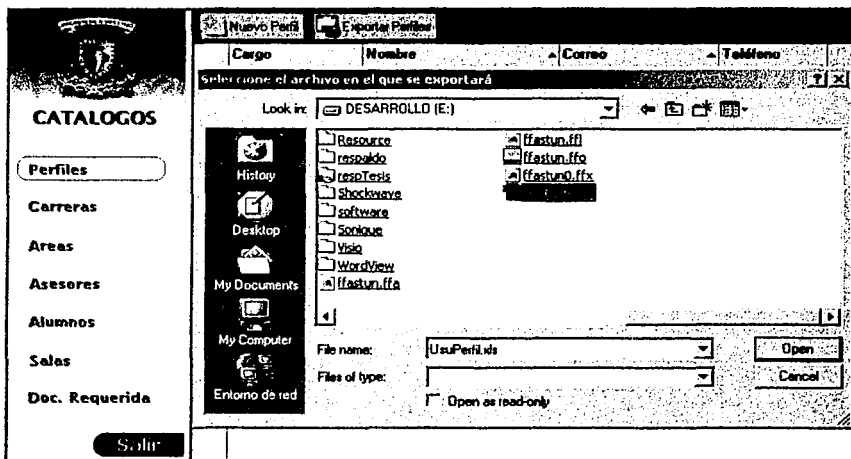 Nuevo Perfil
Exportar Perfiles
Cargo
Nombre
Correo
Teléfono
Seleccione el archivo en el que se exportará
CATALOGOS
Perfiles
Carreras
Areas
Asesores
Alumnos
Salas
Doc. Requerida
Salir
Look in:
DESARROLLO (E:)
History
Desktop
My Documents
My Computer
Entorno de red
Resource
respaldo
respTesis
Shockwave
software
Sonique
Visio
WordView
ffastun.ffa
ffastun.ffl
ffastun.ffo
ffastun0.ffx
File name:
UsuPerfil.xls
Open
Files of type:
Cancel
Open as read-only